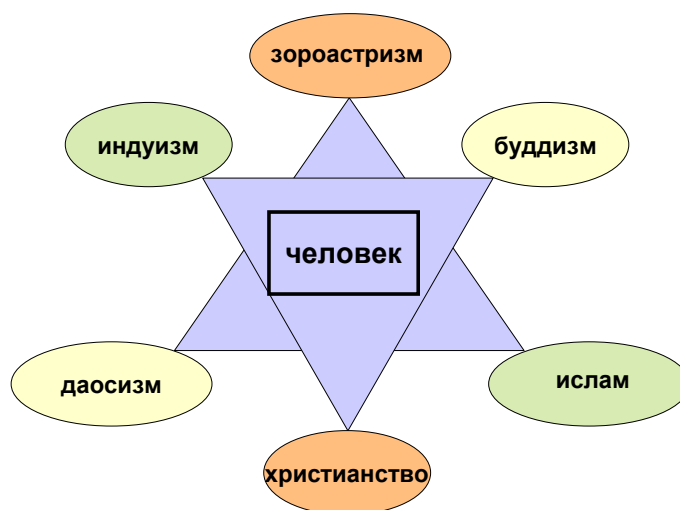 зороастризм
индуизм
буддизм
человек
даосизм
ислам
христианство